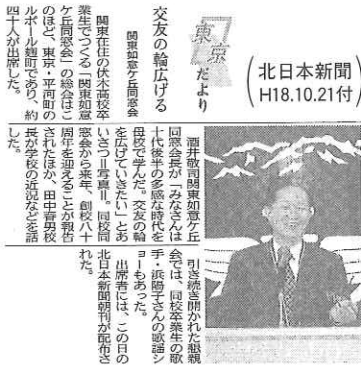 北日本新聞
H18.10.21付
東京だより
交友の輪広げる
関東如意ケ丘同窓会
関東在住の伏木高校卒
業生でつくる「関東如意
ケ丘同窓会」の総会はこ
のほど、東京・平河町の
ルポール麹町であり、約
四十人が出席した。
酒井敬司関東如意ケ丘
同窓会長が「みなさんは
十代後半の多感な時代を
母校で学んだ。交友の輪
を広げていきたい」とあ
いさつ＝写真＝。同校同
窓会から来年、創校八十
周年を迎えることが報告
されたほか、田中春男校
長が学校の近況などを話
した。
引き続き開かれた懇親
会では、同校卒業生の歌
手・浜陽子さんの歌謡シ
ョーもあった。
出席者には、この日の
北日本新聞朝刊が配布さ
れた。